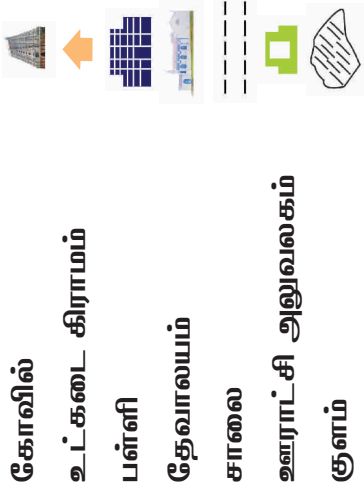 கோவில்
உட்கடை கிராமம்
பள்ளி
தேவாலயம்
சாலை
ஊராட்சி அலுவலகம்
குளம்